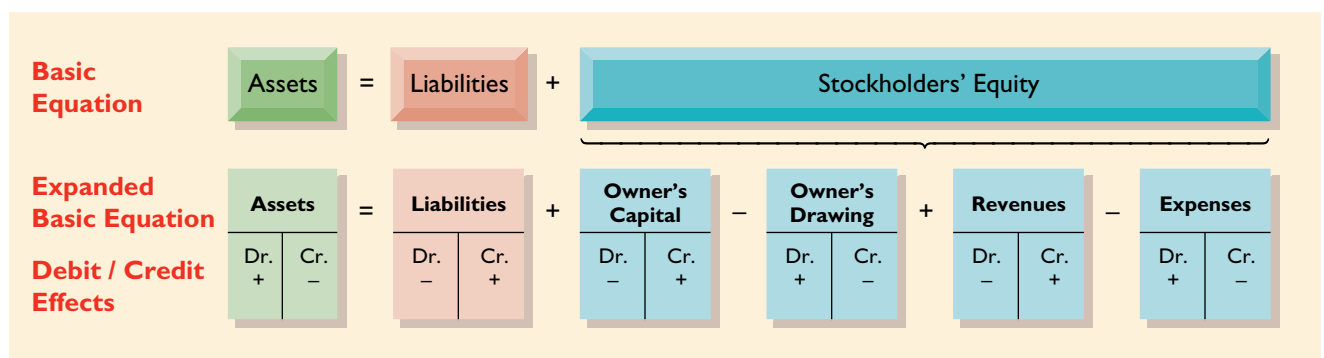 Basic
Equation
Assets = Liabilities + Stockholders’ Equity
Expanded
Basic Equation
Assets = Liabilities + Owner’s Capital – Owner’s Drawing + Revenues – Expenses
Debit / Credit
Effects
Dr. Cr. Dr. Cr. Dr. Cr. Dr. Cr. Dr. Cr. Dr. Cr.
+ – – + – + + – – + + –